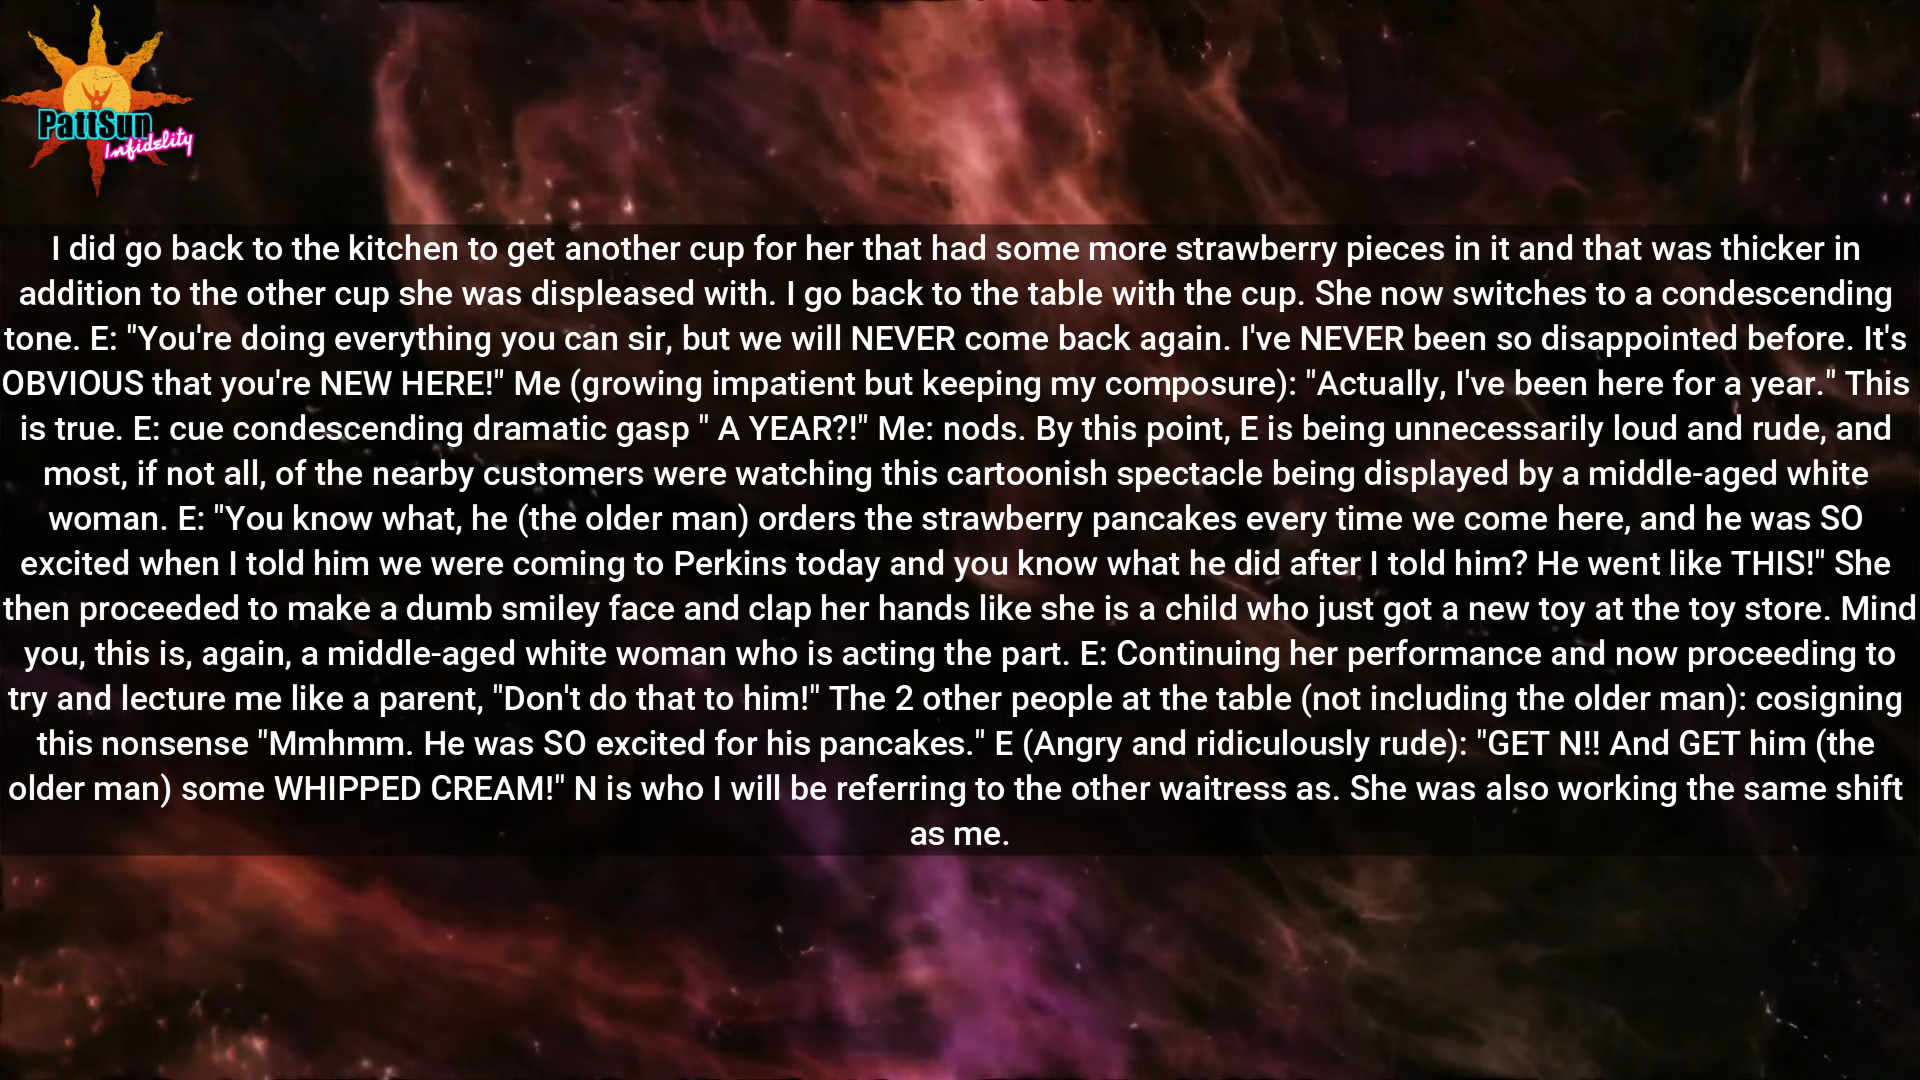 PattSun
Infidelity
I did go back to the kitchen to get another cup for her that had some more strawberry pieces in it and that was thicker in
addition to the other cup she was displeased with. I go back to the table with the cup. She now switches to a condescending
tone. E: "You're doing everything you can sir, but we will NEVER come back again. I've NEVER been so disappointed before. It's
OBVIOUS that you're NEW HERE!" Me (growing impatient but keeping my composure): "Actually, I've been here for a year." This
is true. E: cue condescending dramatic gasp " A YEAR?!" Me: nods. By this point, E is being unnecessarily loud and rude, and
most, if not all, of the nearby customers were watching this cartoonish spectacle being displayed by a middle-aged white
woman. E: "You know what, he (the older man) orders the strawberry pancakes every time we come here, and he was SO
excited when I told him we were coming to Perkins today and you know what he did after I told him? He went like THIS!" She
then proceeded to make a dumb smiley face and clap her hands like she is a child who just got a new toy at the toy store. Mind
you, this is, again, a middle-aged white woman who is acting the part. E: Continuing her performance and now proceeding to
try and lecture me like a parent, "Don't do that to him!" The 2 other people at the table (not including the older man): cosigning
this nonsense "Mmhmm. He was SO excited for his pancakes." E (Angry and ridiculously rude): "GET N!! And GET him (the
older man) some WHIPPED CREAM!" N is who I will be referring to the other waitress as. She was also working the same shift
as me.